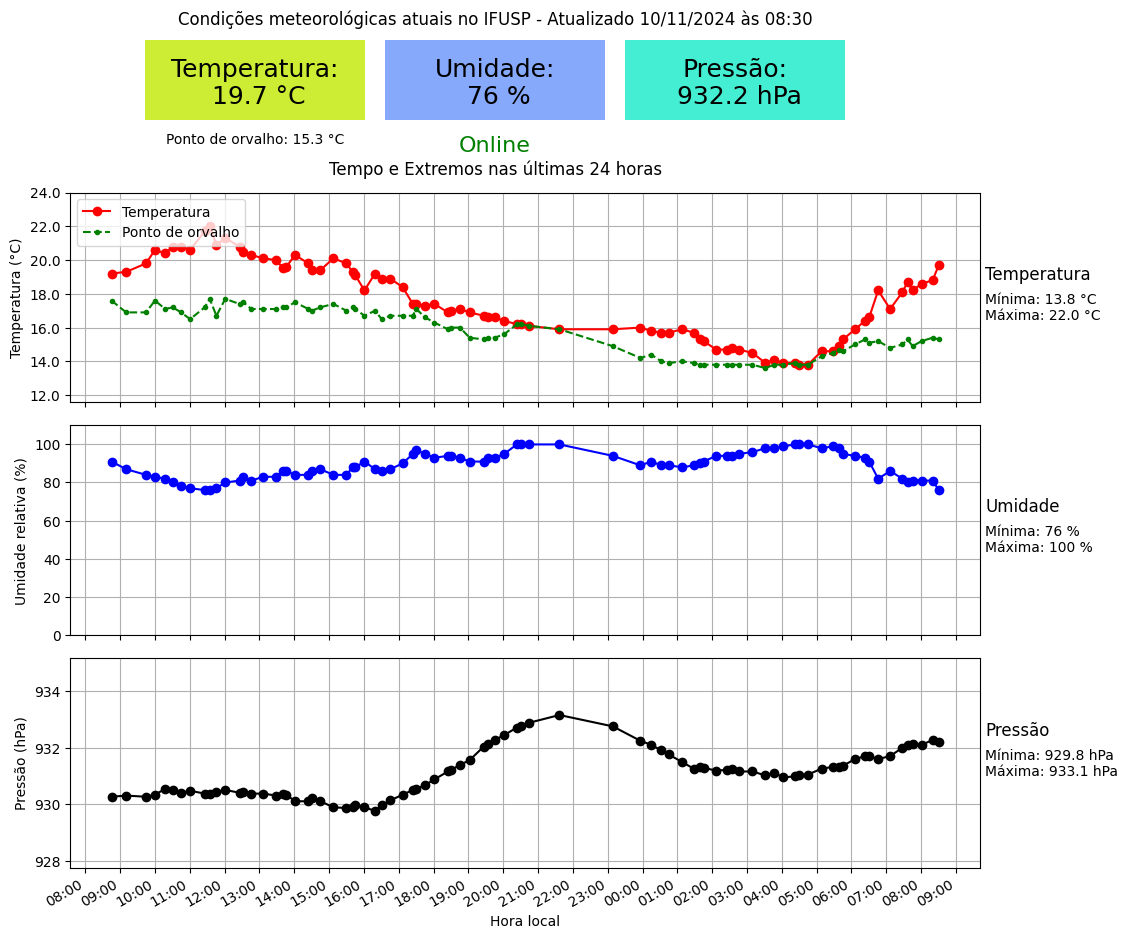 Condições meteorológicas atuais no IFUSP - Atualizado 10/11/2024 às 08:30
Temperatura:
19.7 °C
Umidade:
76 %
Pressão:
932.2 hPa
Ponto de orvalho: 15.3 °C
Online
Tempo e Extremos nas últimas 24 horas
Temperatura (°C)
24.0
22.0
20.0
18.0
16.0
14.0
12.0
Temperatura
Ponto de orvalho
Temperatura
Mínima: 13.8 °C
Máxima: 22.0 °C
Umidade relativa (%)
100
80
60
40
20
0
Umidade
Mínima: 76 %
Máxima: 100 %
Pressão (hPa)
934
932
930
928
Pressão
Mínima: 929.8 hPa
Máxima: 933.1 hPa
08:00 09:00 10:00 11:00 12:00 13:00 14:00 15:00 16:00 17:00 18:00 19:00 20:00 21:00 22:00 23:00 00:00 01:00 02:00 03:00 04:00 05:00 06:00 07:00 08:00 09:00
Hora local